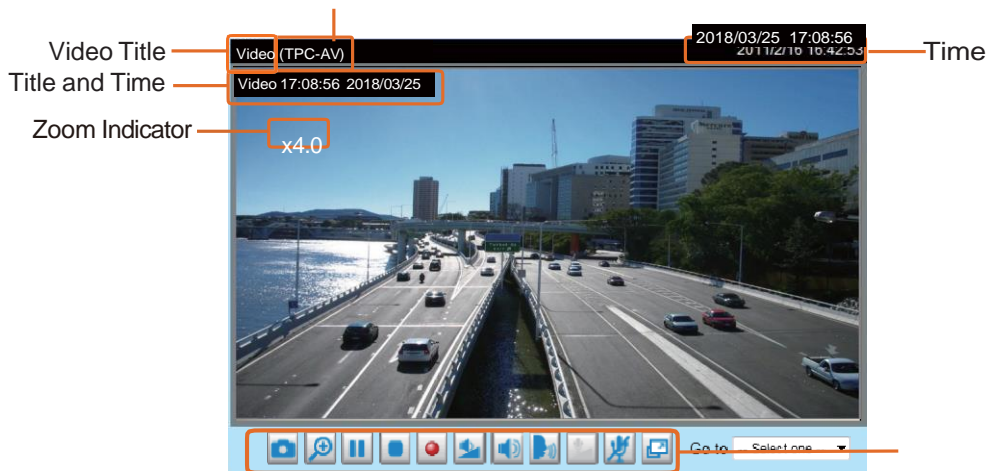 2018/03/25 17:08:56
Video Title
Video (TPC-AV)
2011/2/16 16:42:53
Time
Title and Time
Video 17:08:56 2018/03/25
Zoom Indicator
x4.0
Go to
Select one